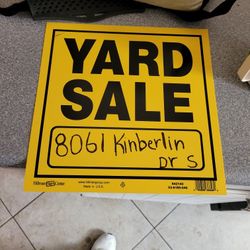 YARD
SALE
8061 Kinberlin
Dr S
Made in U.S.A.